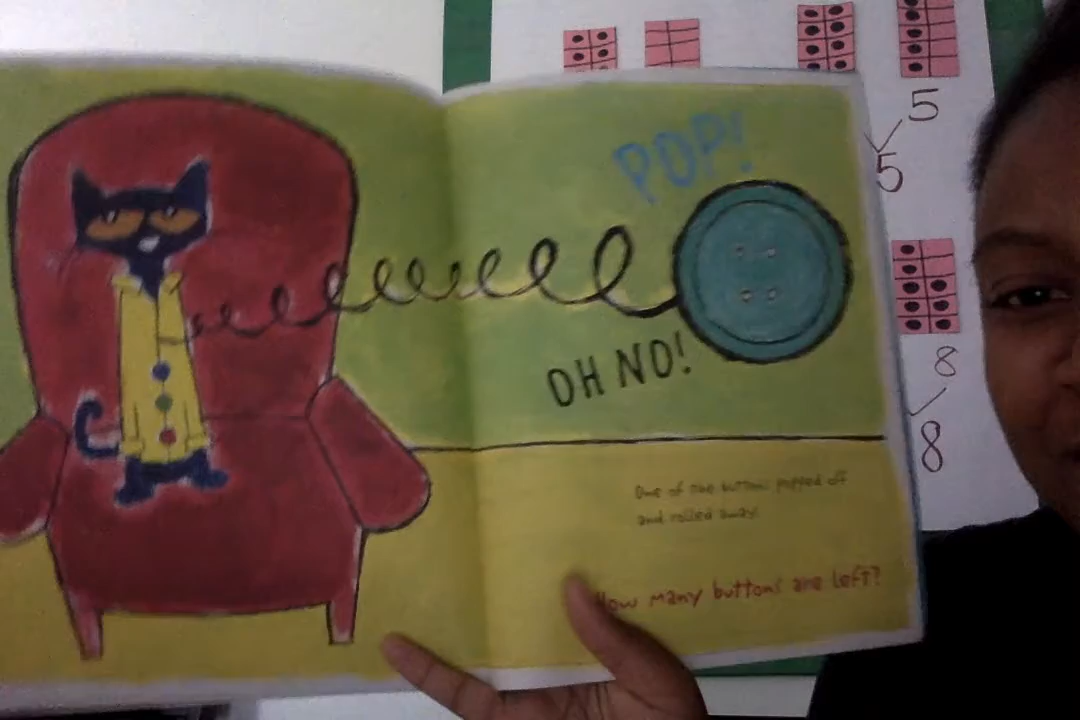 POP!
OH NO!
One of the buttons popped off
and rolled away!
How many buttons are left?
5
5
8
8